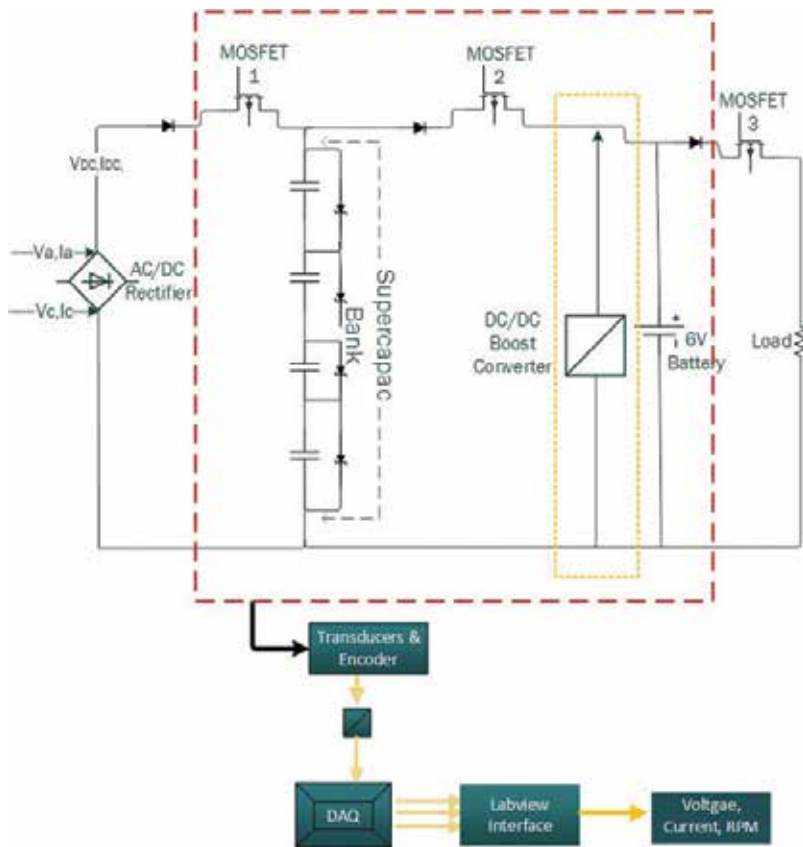 MOSFET
1
MOSFET
2
MOSFET
3
VDC,IDC,
Va,Ia
AC/DC
Rectifier
Vc,Ic
Supercapac
Bank
DC/DC
Boost
Converter
+
6V
Battery
Load
Transducers &
Encoder
DAQ
Labview
Interface
Voltgae,
Current, RPM